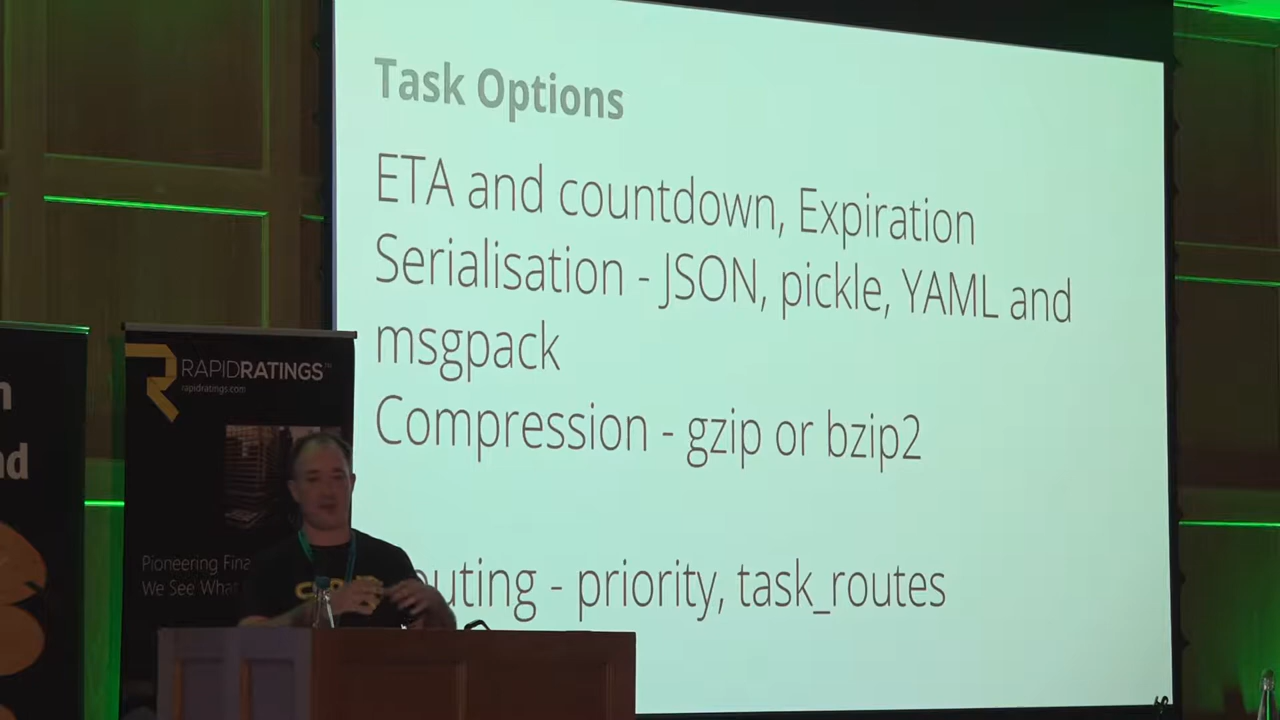 Task Options
ETA and countdown, Expiration
Serialisation - JSON, pickle, YAML and
msgpack
Compression - gzip or bzip2
outing - priority, task_routes
RAPIDRATINGS
rapidratings.com
Pioneering Fina
We See What